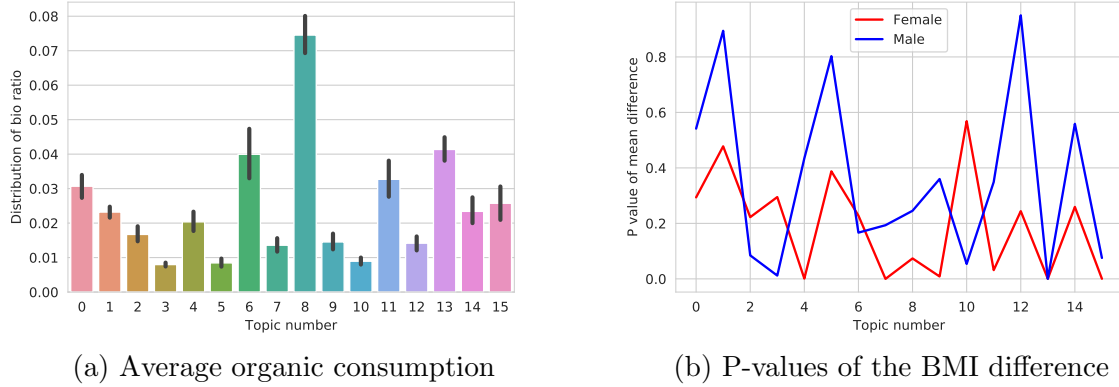 0.08
0.07
0.06
0.05
0.04
0.03
0.02
0.01
0.00
Distribution of bio ratio
0 1 2 3 4 5 6 7 8 9 10 11 12 13 14 15
Topic number
(a) Average organic consumption
Female
Male
0.8
0.6
0.4
0.2
0.0
P value of mean difference
0 2 4 6 8 10 12 14
Topic number
(b) P-values of the BMI difference